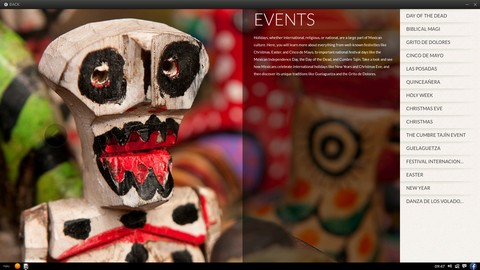 BACK
EVENTS
Holidays, whether international, religious, or national, are a large part of Mexican
culture. Here, you will learn more about everything from well-known festivities like
Christmas, Easter, and Cinco de Mayo, to important national festival days like the
Mexican Independence Day, the Day of the Dead, and Cumbre Tajin. Take a look and see
how Mexicans celebrate international holidays like New Years and Christmas Eve, and
then discover its unique traditions like Guelaguetza and the Grito de Dolores.
DAY OF THE DEAD
BIBLICAL MAGI
GRITO DE DOLORES
CINCO DE MAYO
LAS POSADAS
QUINCEAÑERA
HOLY WEEK
CHRISTMAS EVE
CHRISTMAS
THE CUMBRE TAJÍN EVENT
GUELAGUETZA
FESTIVAL INTERNACION...
EASTER
NEW YEAR
DANZA DE LOS VOLADO...
09:47